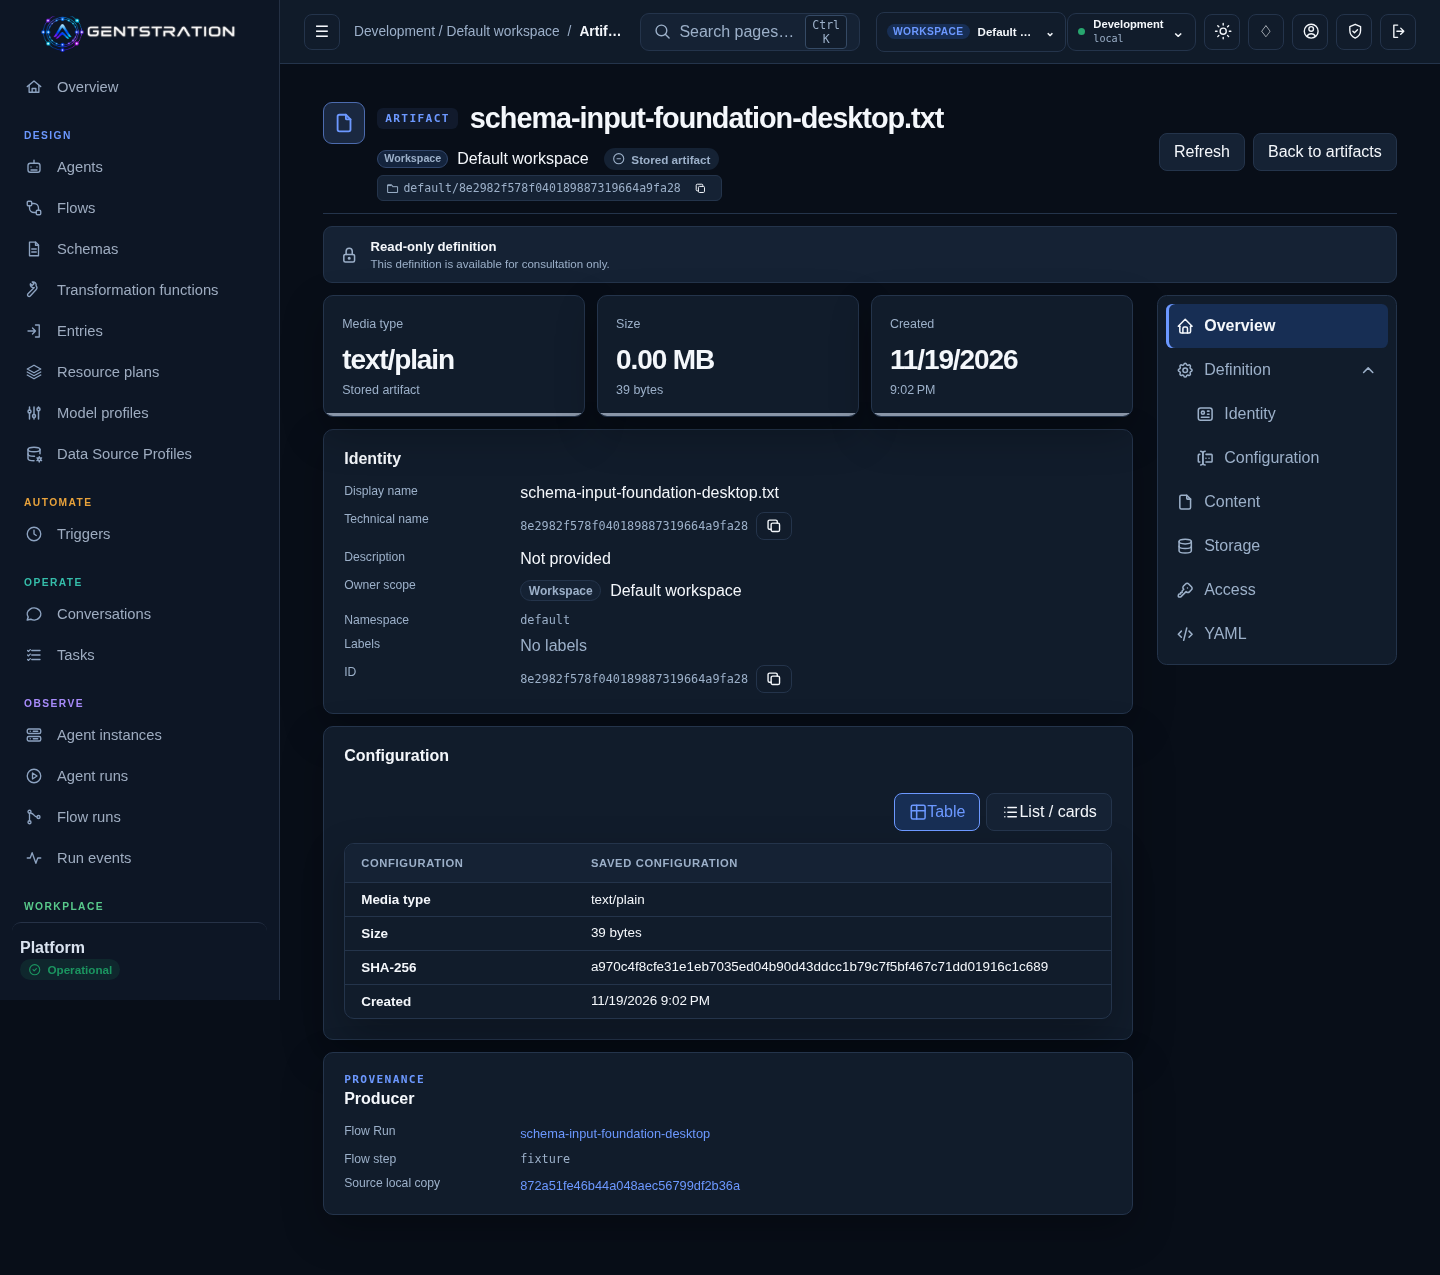 GENTSTRATION
☰
Development / Default workspace / Artif…
Search pages…
Ctrl K
WORKSPACE Default …
Development
local
Overview
DESIGN
Agents
Flows
Schemas
Transformation functions
Entries
Resource plans
Model profiles
Data Source Profiles
AUTOMATE
Triggers
OPERATE
Conversations
Tasks
OBSERVE
Agent instances
Agent runs
Flow runs
Run events
WORKPLACE
Platform
Operational
ARTIFACT schema-input-foundation-desktop.txt
Workspace Default workspace Stored artifact
default/8e2982f578f040189887319664a9fa28
Refresh
Back to artifacts
Read-only definition
This definition is available for consultation only.
Media type
text/plain
Stored artifact
Size
0.00 MB
39 bytes
Created
11/19/2026
9:02 PM
Overview
Definition
Identity
Configuration
Content
Storage
Access
YAML
Identity
Display name schema-input-foundation-desktop.txt
Technical name 8e2982f578f040189887319664a9fa28
Description Not provided
Owner scope Workspace Default workspace
Namespace default
Labels No labels
ID 8e2982f578f040189887319664a9fa28
Configuration
Table List / cards
CONFIGURATION SAVED CONFIGURATION
Media type text/plain
Size 39 bytes
SHA-256 a970c4f8cfe31e1eb7035ed04b90d43ddcc1b79c7f5bf467c71dd01916c1c689
Created 11/19/2026 9:02 PM
PROVENANCE
Producer
Flow Run schema-input-foundation-desktop
Flow step fixture
Source local copy 872a51fe46b44a048aec56799df2b36a